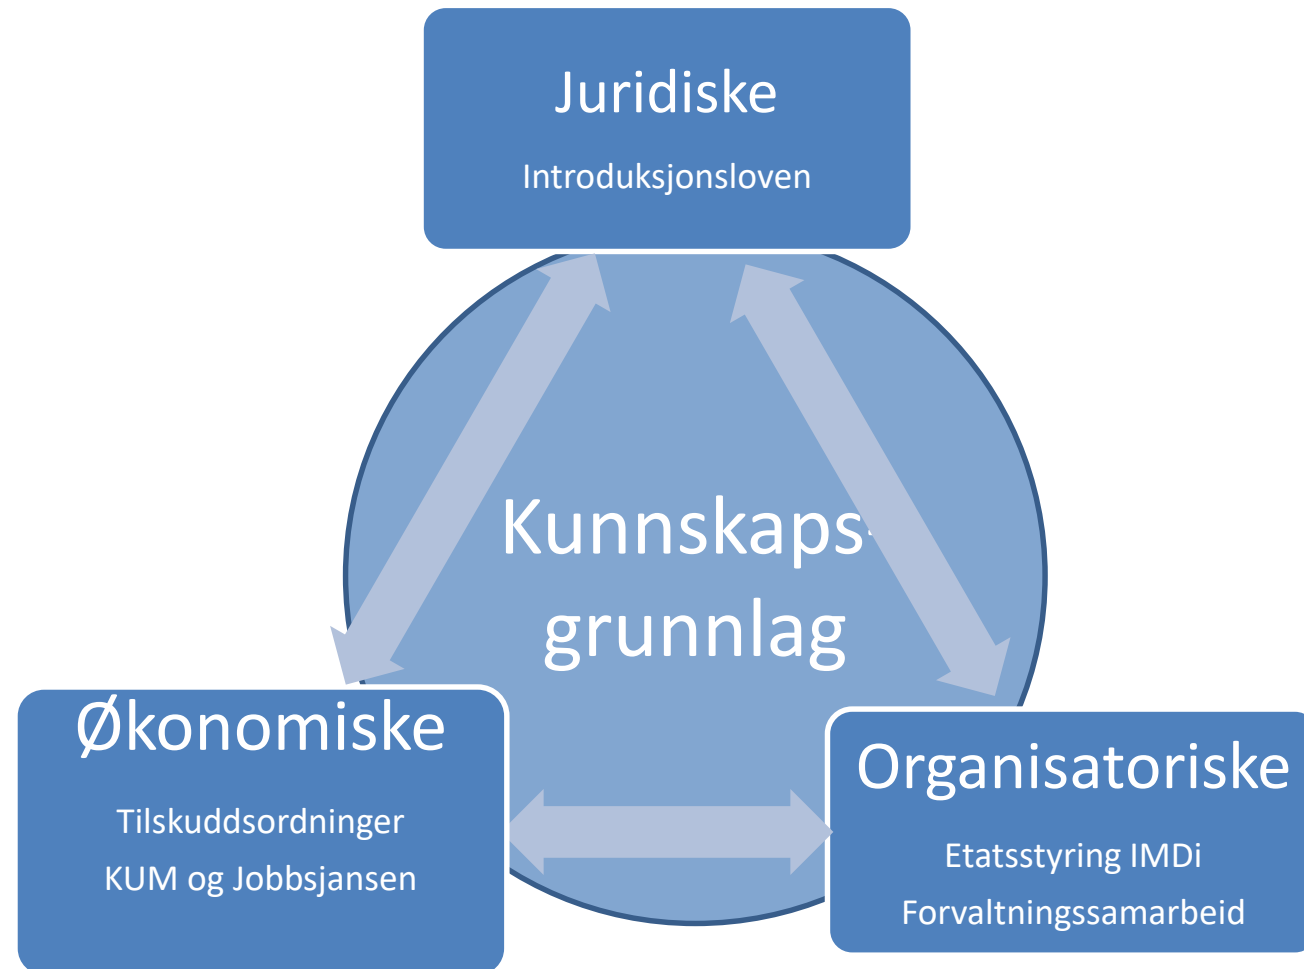 Juridiske
Introduksjonsloven
Kunnskaps-
grunnlag
Økonomiske
Tilskuddsordninger
KUM og Jobbsjansen
Organisatoriske
Etatsstyring IMDi
Forvaltningssamarbeid